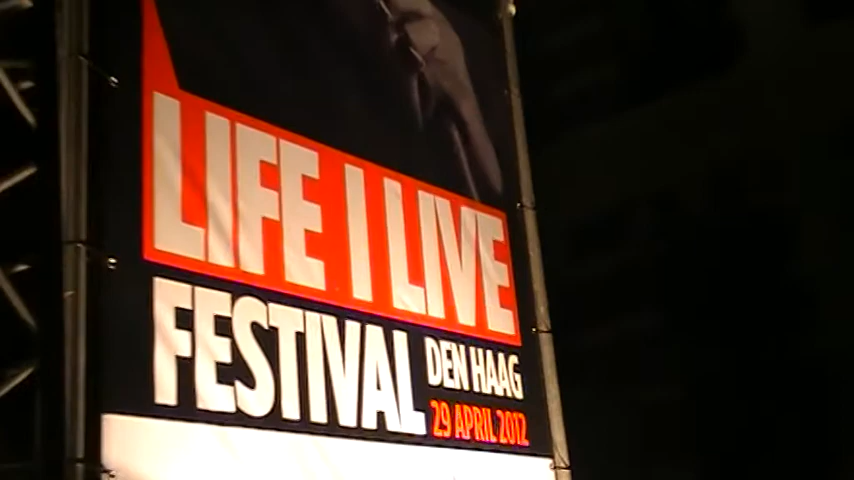 LIFE I LIVE
FESTIVAL
DEN HAAG
29 APRIL 2012